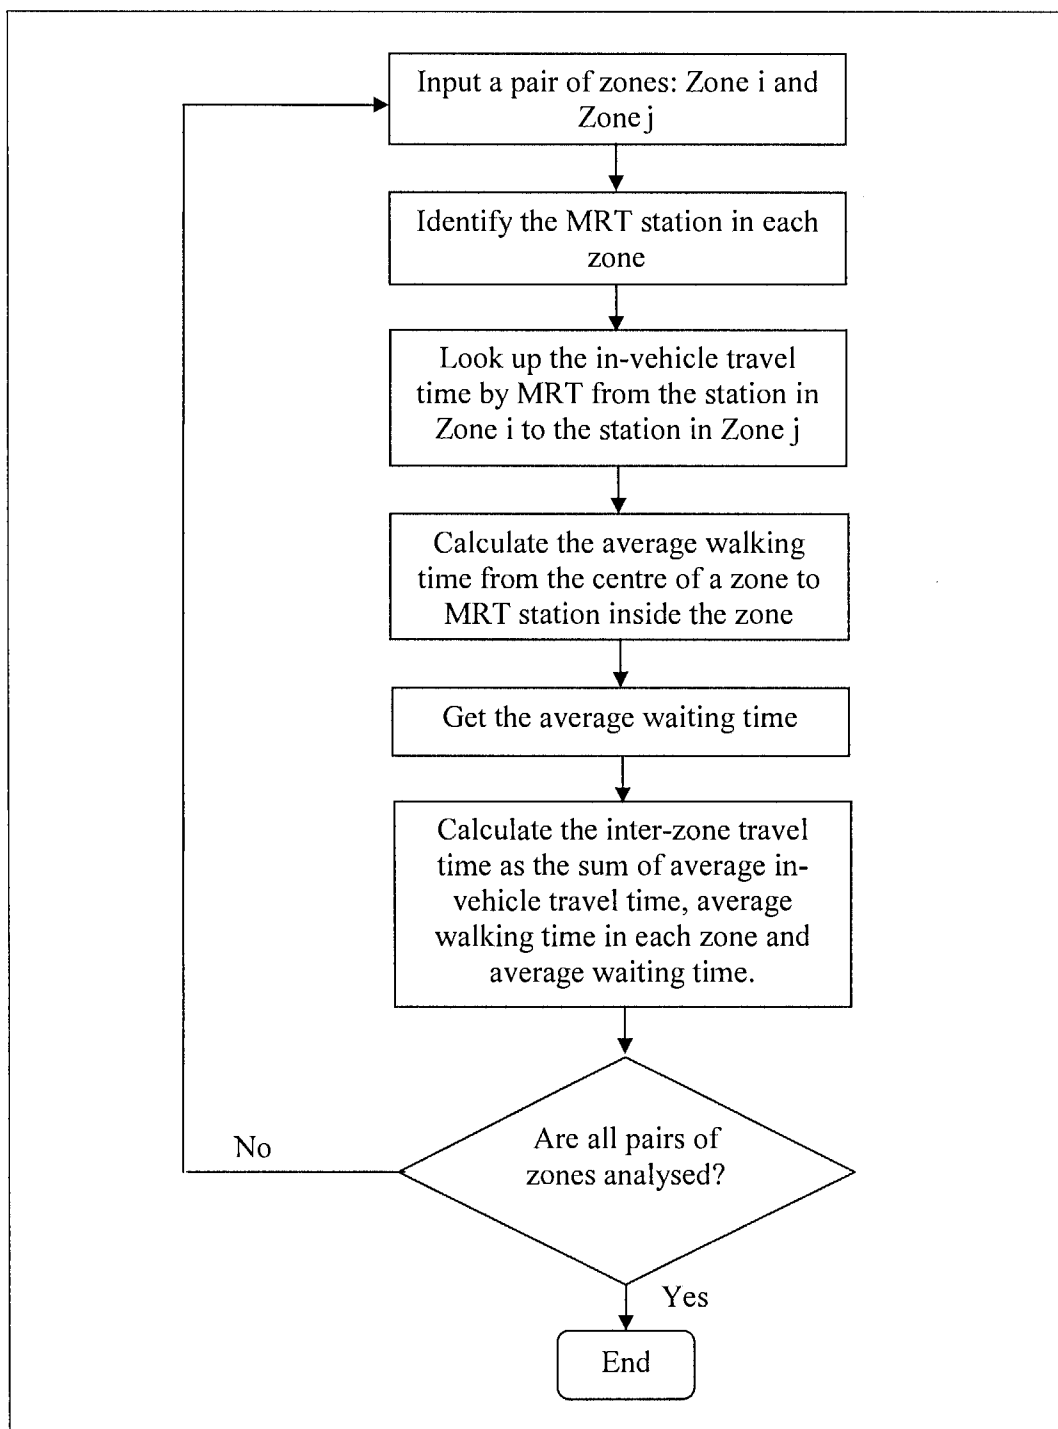 Input a pair of zones: Zone i and
Zone j
Identify the MRT station in each
zone
Look up the in-vehicle travel
time by MRT from the station in
Zone i to the station in Zone j
Calculate the average walking
time from the centre of a zone to
MRT station inside the zone
Get the average waiting time
Calculate the inter-zone travel
time as the sum of average in-
vehicle travel time, average
walking time in each zone and
average waiting time.
Are all pairs of
zones analysed?
No
Yes
End